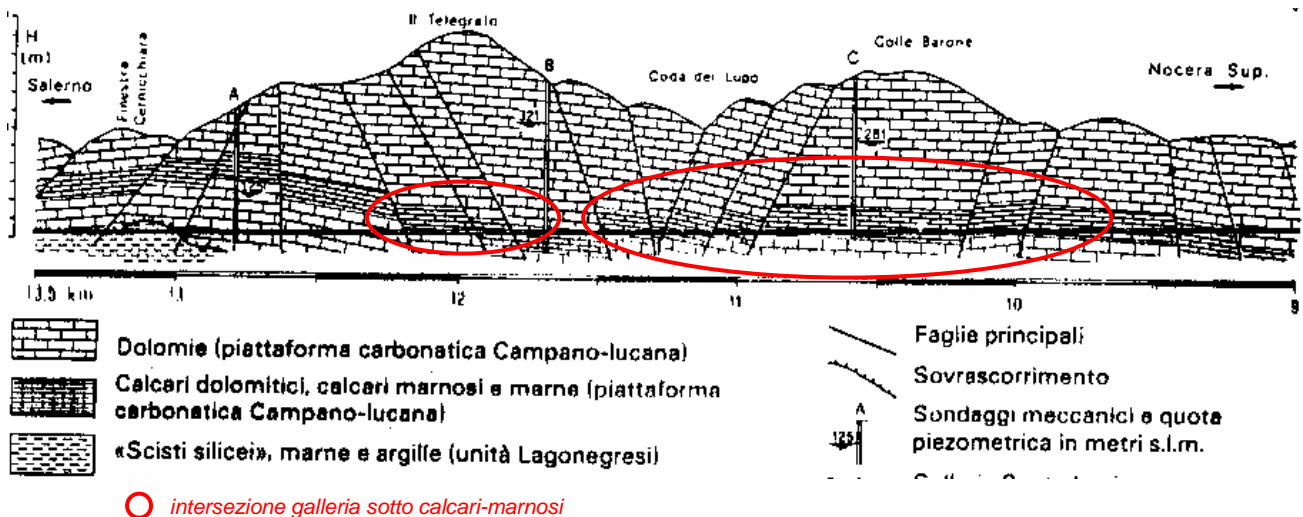 Il Telegrafo
H
(m)
Salerno
Finestra
Cernicchiara
A
B
Coda del Lupo
C
Colle Barone
Nocera Sup.
121
281
13.5 km
13
12
11
10
9
Dolomie (piattaforma carbonatica Campano-lucana)
Calcari dolomitici, calcari marnosi e marne (piattaforma
carbonatica Campano-lucana)
«Scisti silicei», marne e argille (unità Lagonegresi)
Faglie principali
Sovrascorrimento
A
125
Sondaggi meccanici e quota
piezometrica in metri s.l.m.
intersezione galleria sotto calcari-marnosi